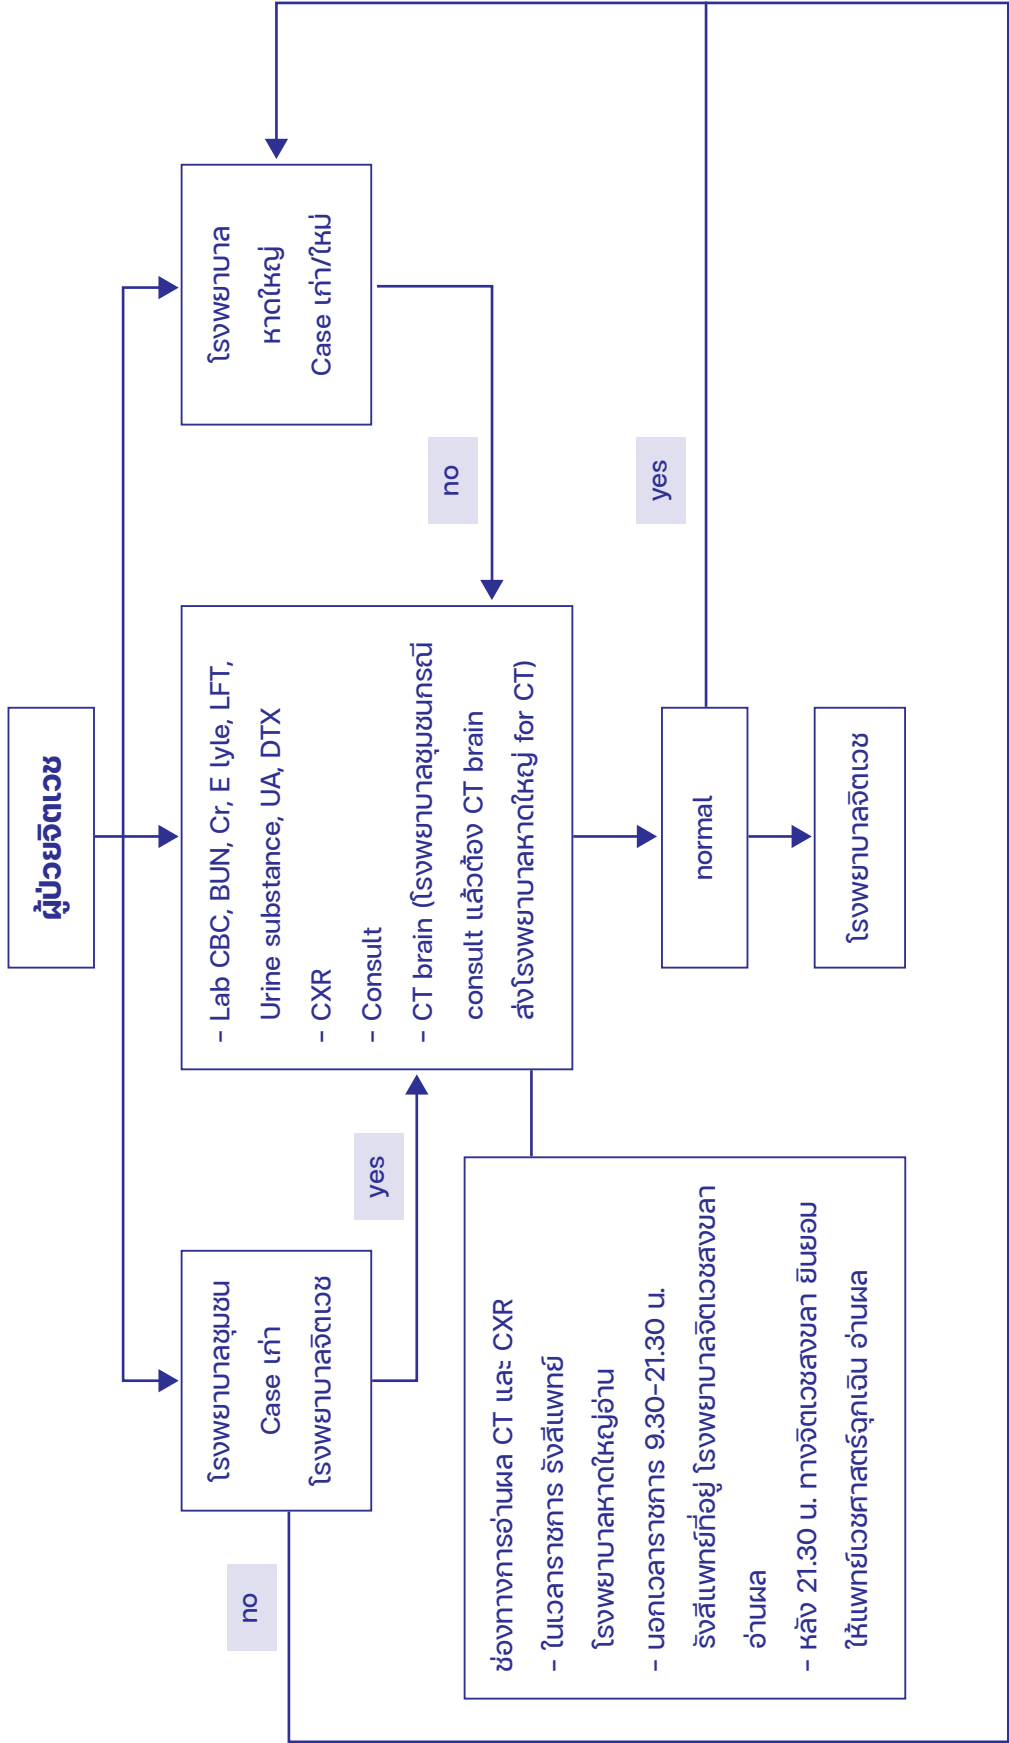 ผู้ป่วยจิตเวช
โรงพยาบาลชุมชน
Case เก่า
โรงพยาบาลจิตเวช
no
yes
- Lab CBC, BUN, Cr, E lyle, LFT,
Urine substance, UA, DTX
- CXR
- Consult
- CT brain (โรงพยาบาลชุมชนกรณี
consult แล้วต้อง CT brain
ส่งโรงพยาบาลหาดใหญ่ for CT)
โรงพยาบาล
หาดใหญ่
Case เก่า/ใหม่
no
yes
ช่องทางการอ่านผล CT และ CXR
- ในเวลาราชการ รังสีแพทย์
โรงพยาบาลหาดใหญ่อ่าน
- นอกเวลาราชการ 9.30-21.30 น.
รังสีแพทย์ที่อยู่ โรงพยาบาลจิตเวชสงขลา
อ่านผล
- หลัง 21.30 น. ทางจิตเวชสงขลา ยินยอม
ให้แพทย์เวชศาสตร์ฉุกเฉิน อ่านผล
normal
โรงพยาบาลจิตเวช